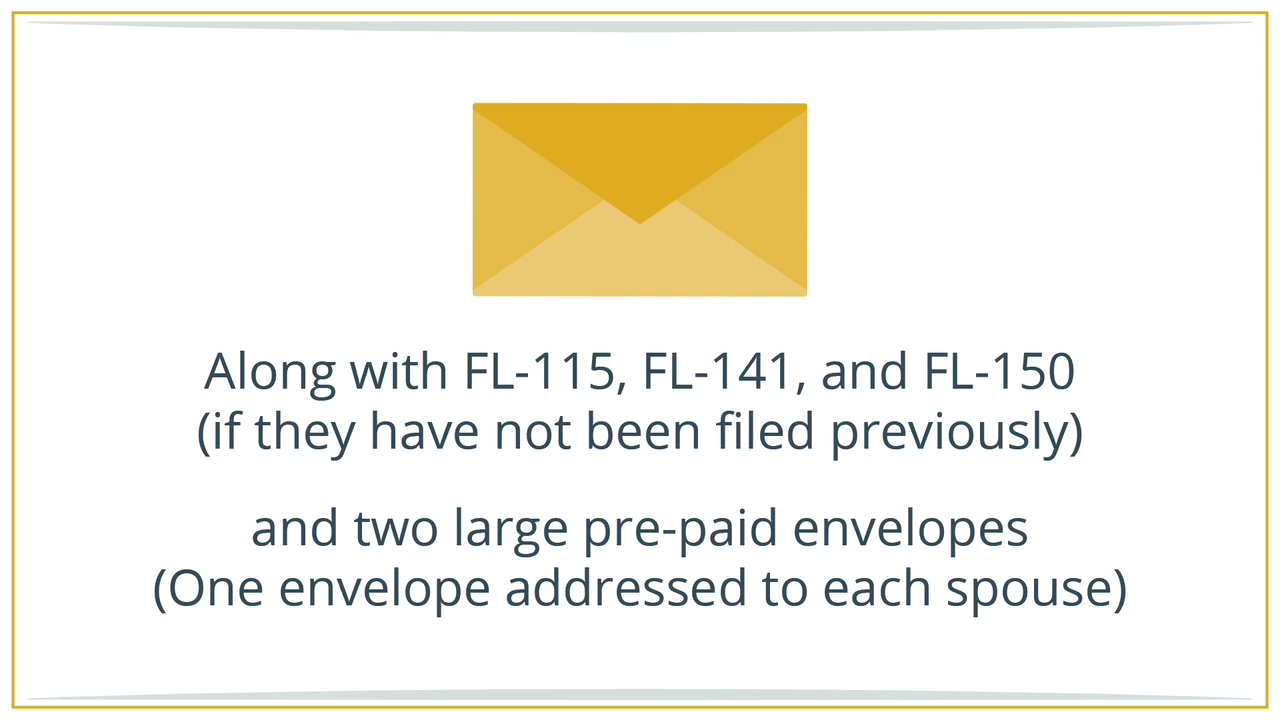 Along with FL-115, FL-141, and FL-150
(if they have not been filed previously)
and two large pre-paid envelopes
(One envelope addressed to each spouse)